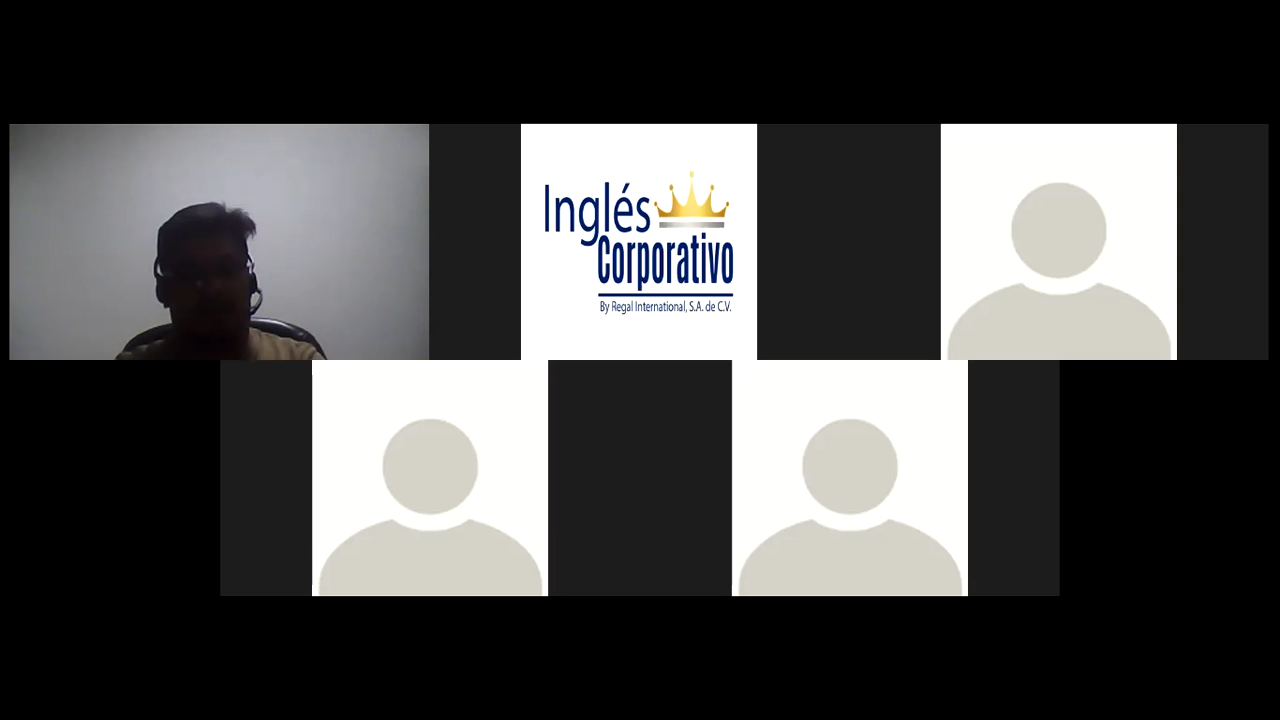 Inglés
Corporativo
By Regal International, S.A. de C.V.